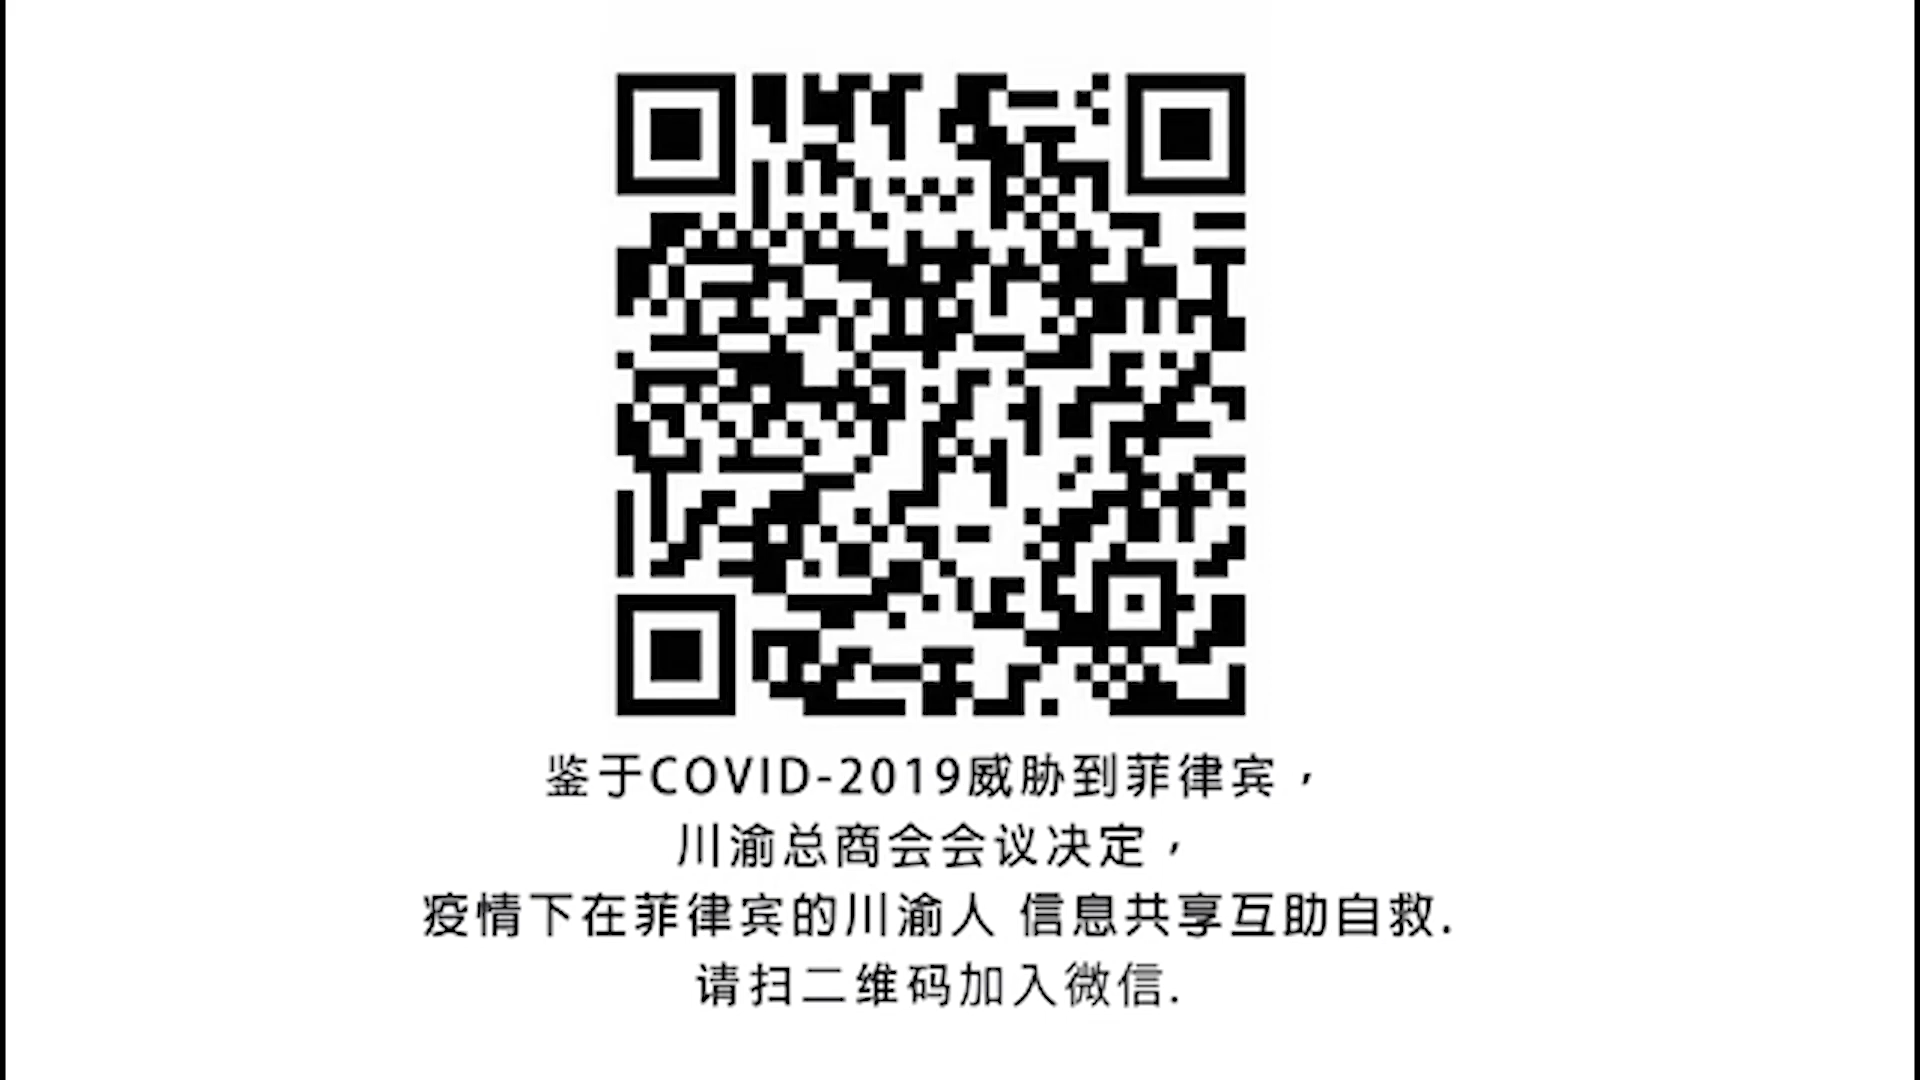 鉴于COVID-2019威胁到菲律宾，
川渝总商会会议决定，
疫情下在菲律宾的川渝人 信息共享互助自救.
请扫二维码加入微信.